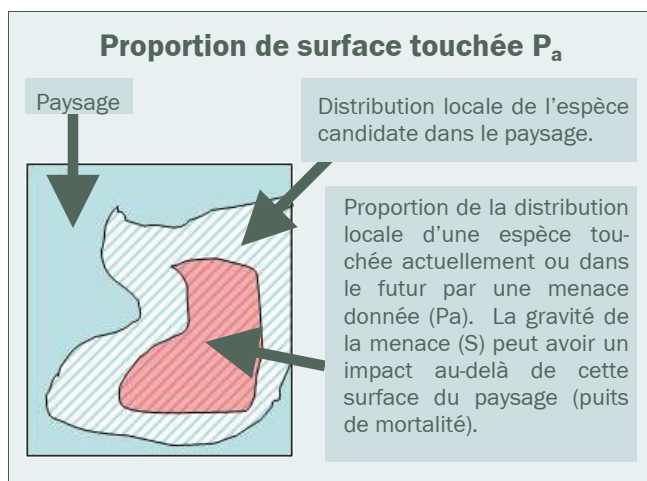 Proportion de surface touchée Pa
Paysage
Distribution locale de l'espèce
candidate dans le paysage.
Proportion de la distribution
locale d'une espèce tou-
chée actuellement ou dans
le futur par une menace
donnée (Pa). La gravité de
la menace (S) peut avoir un
impact au-delà de cette
surface du paysage (puits
de mortalité).